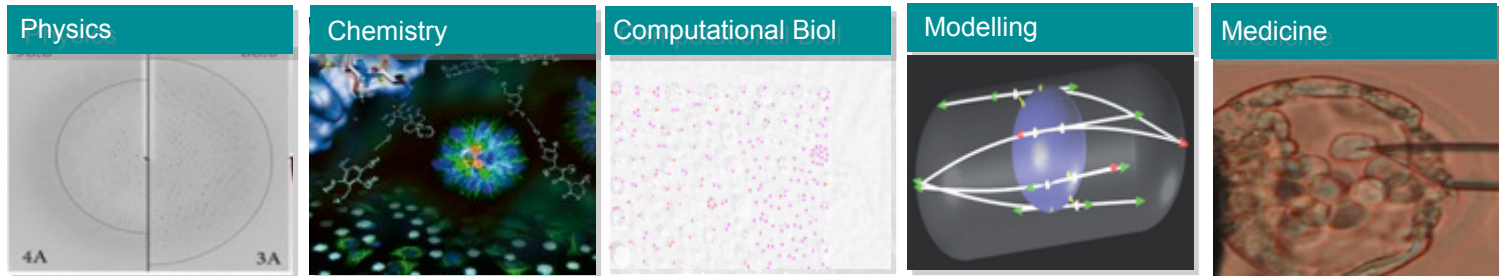 Physics
Chemistry
Computational Biol
Modelling
Medicine
4A
3A